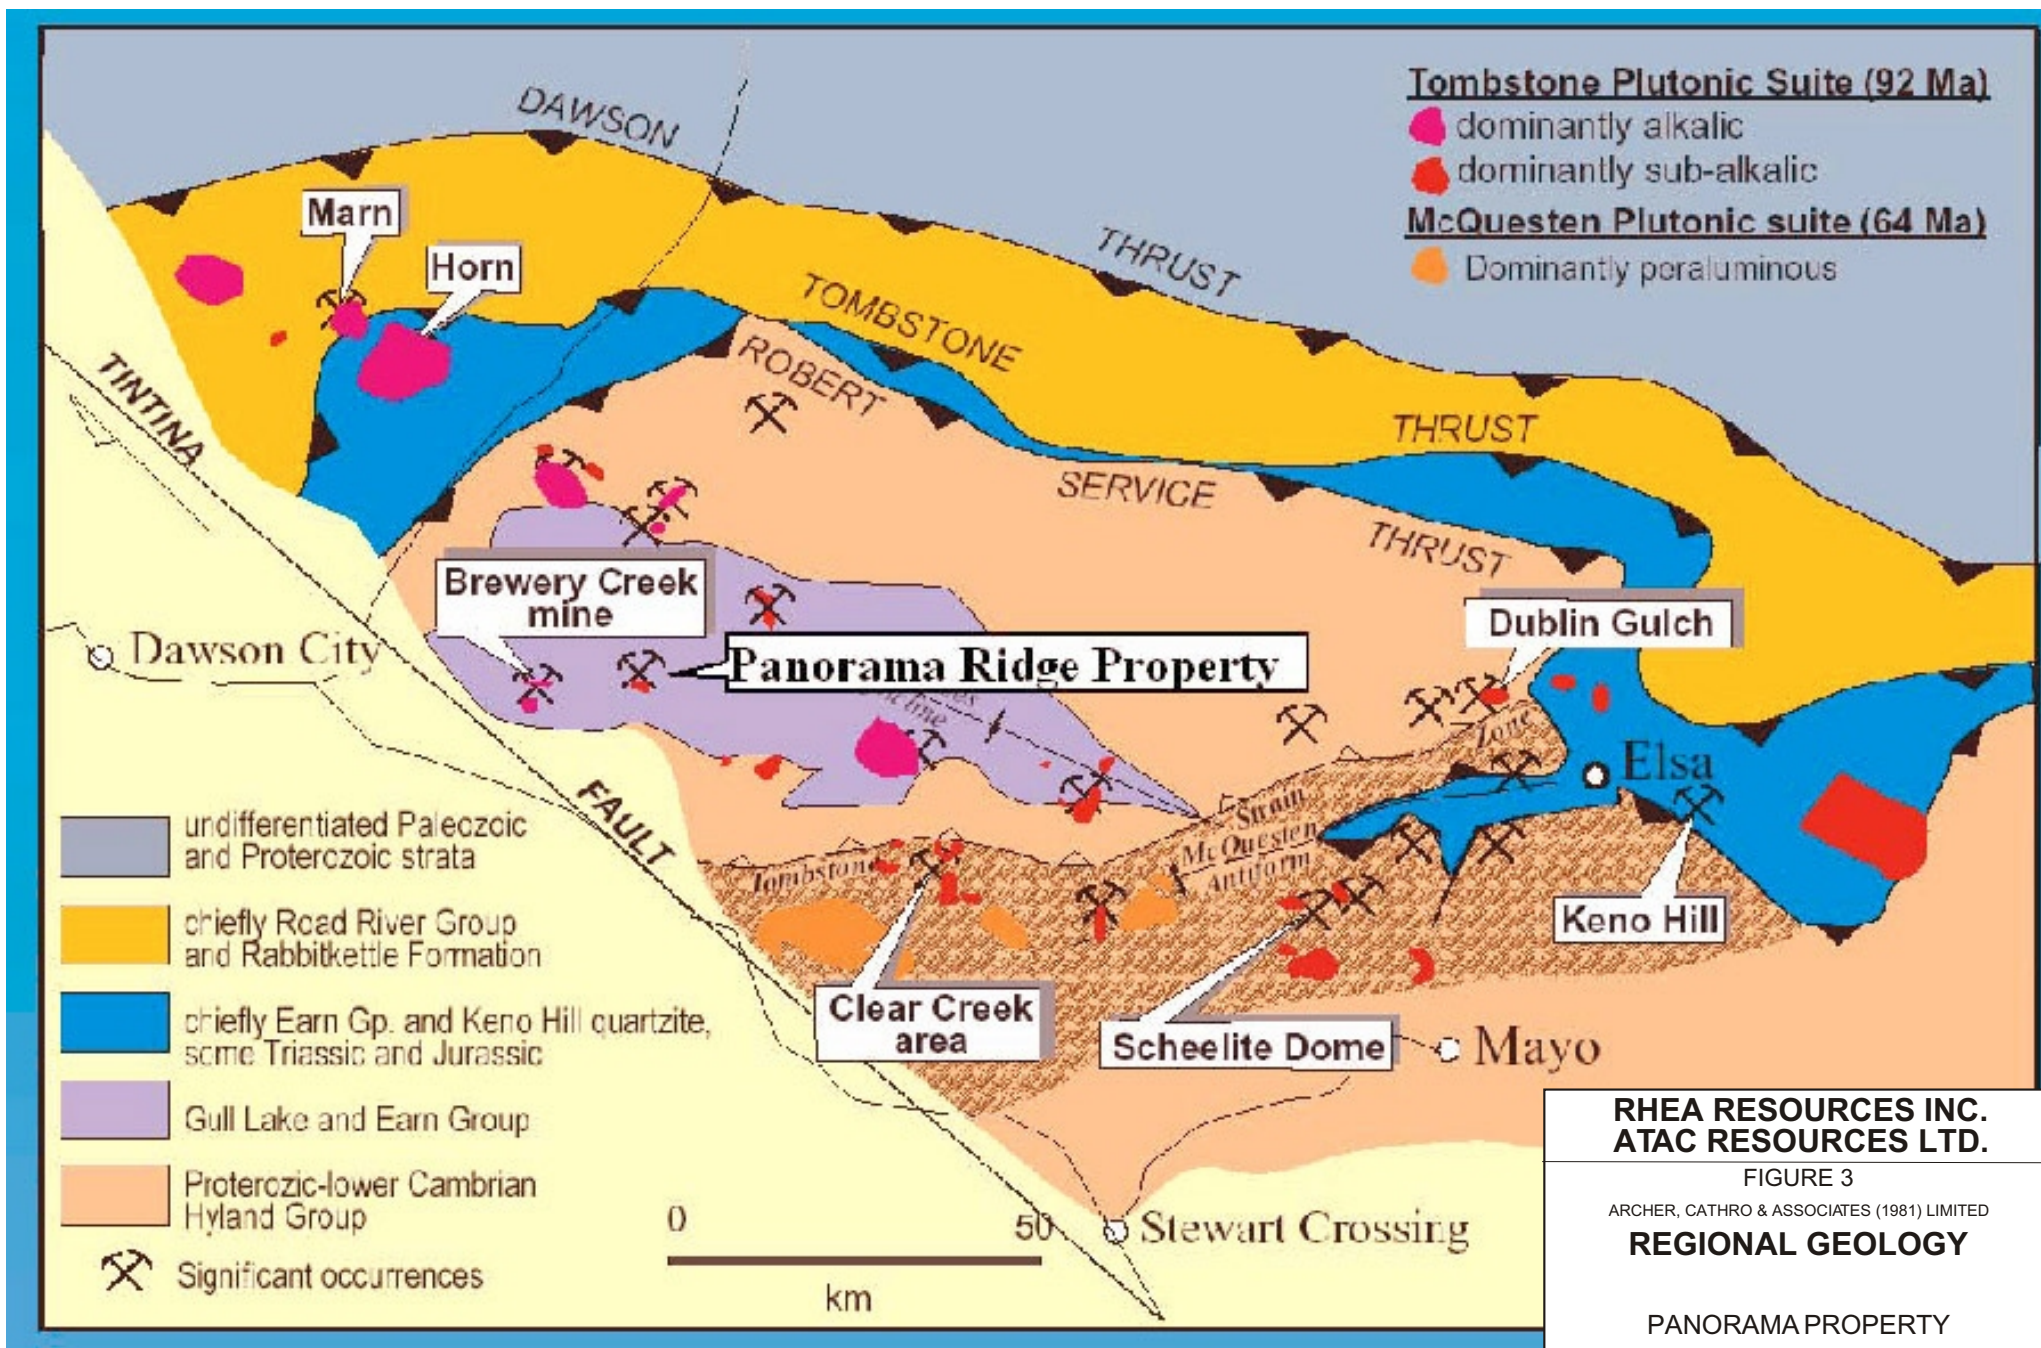 DAWSON
THRUST
Tombstone Plutonic Suite (92 Ma)
dominantly alkalic
dominantly sub-alkalic
McQuesten Plutonic suite (64 Ma)
Dominantly peraluminous
Marn
Horn
TOMBSTONE
THRUST
ROBERT
SERVICE
THRUST
TINTINA
FAULT
Brewery Creek
mine
Dublin Gulch
Dawson City
Panorama Ridge Property
Zone
Elsa
Strain
McQuesten
Antiform
Tombstone
Keno Hill
Clear Creek
area
Scheelite Dome
Mayo
Stewart Crossing
undifferentiated Paleozoic
and Proterozoic strata
chiefly Road River Group
and Rabbitkettle Formation
chiefly Earn Gp. and Keno Hill quartzite,
some Triassic and Jurassic
Gull Lake and Earn Group
Proterozic-lower Cambrian
Hyland Group
Significant occurrences
0 50
km
RHEA RESOURCES INC.
ATAC RESOURCES LTD.
FIGURE 3
ARCHER, CATHRO & ASSOCIATES (1981) LIMITED
REGIONAL GEOLOGY
PANORAMA PROPERTY